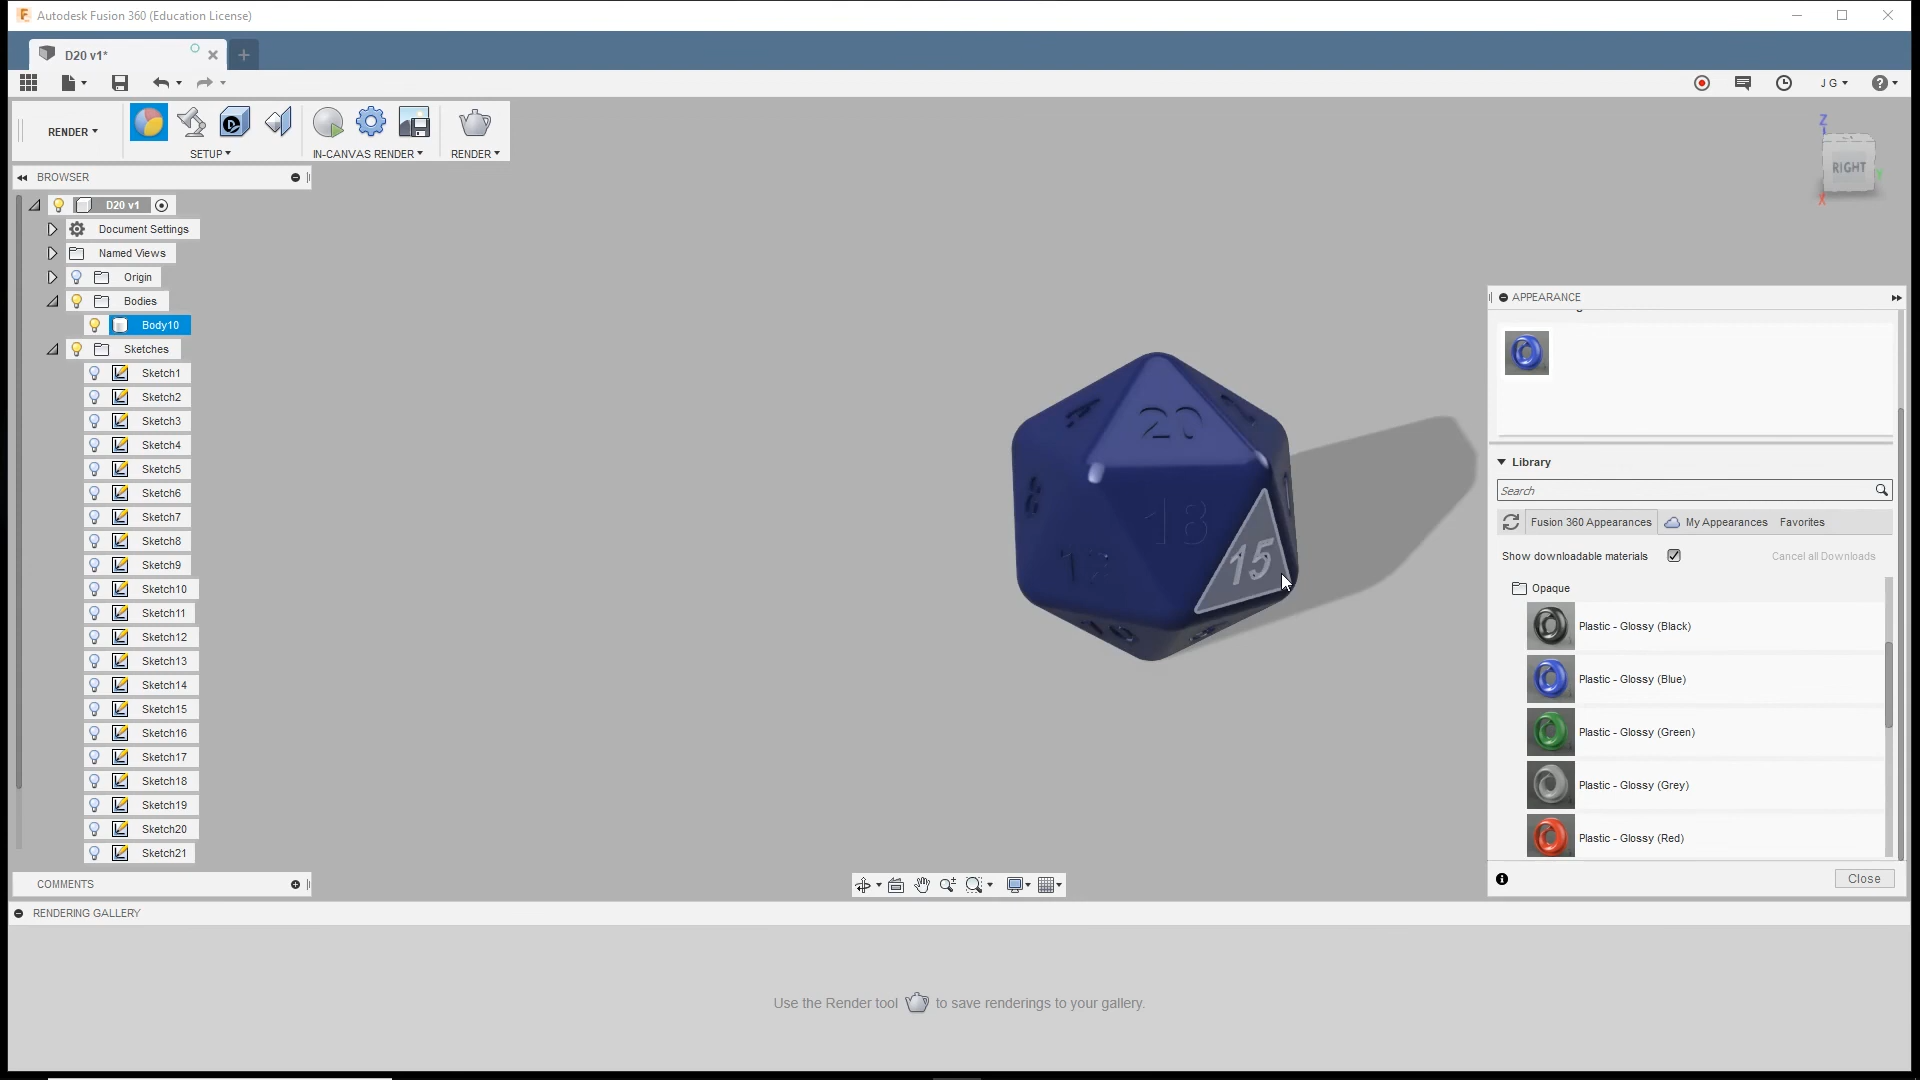 Autodesk Fusion 360 (Education License)
D20 v1*
J G
RENDER
SETUP
IN-CANVAS RENDER
RENDER
BROWSER
D20 v1
Document Settings
Named Views
Origin
Bodies
Body10
Sketches
Sketch1
Sketch2
Sketch3
Sketch4
Sketch5
Sketch6
Sketch7
Sketch8
Sketch9
Sketch10
Sketch11
Sketch12
Sketch13
Sketch14
Sketch15
Sketch16
Sketch17
Sketch18
Sketch19
Sketch20
Sketch21
COMMENTS
Z
RIGHT
Y
X
20
18
15
APPEARANCE
Library
Search
Fusion 360 Appearances My Appearances Favorites
Show downloadable materials Cancel all Downloads
Opaque
Plastic - Glossy (Black)
Plastic - Glossy (Blue)
Plastic - Glossy (Green)
Plastic - Glossy (Grey)
Plastic - Glossy (Red)
Close
RENDERING GALLERY
Use the Render tool to save renderings to your gallery.